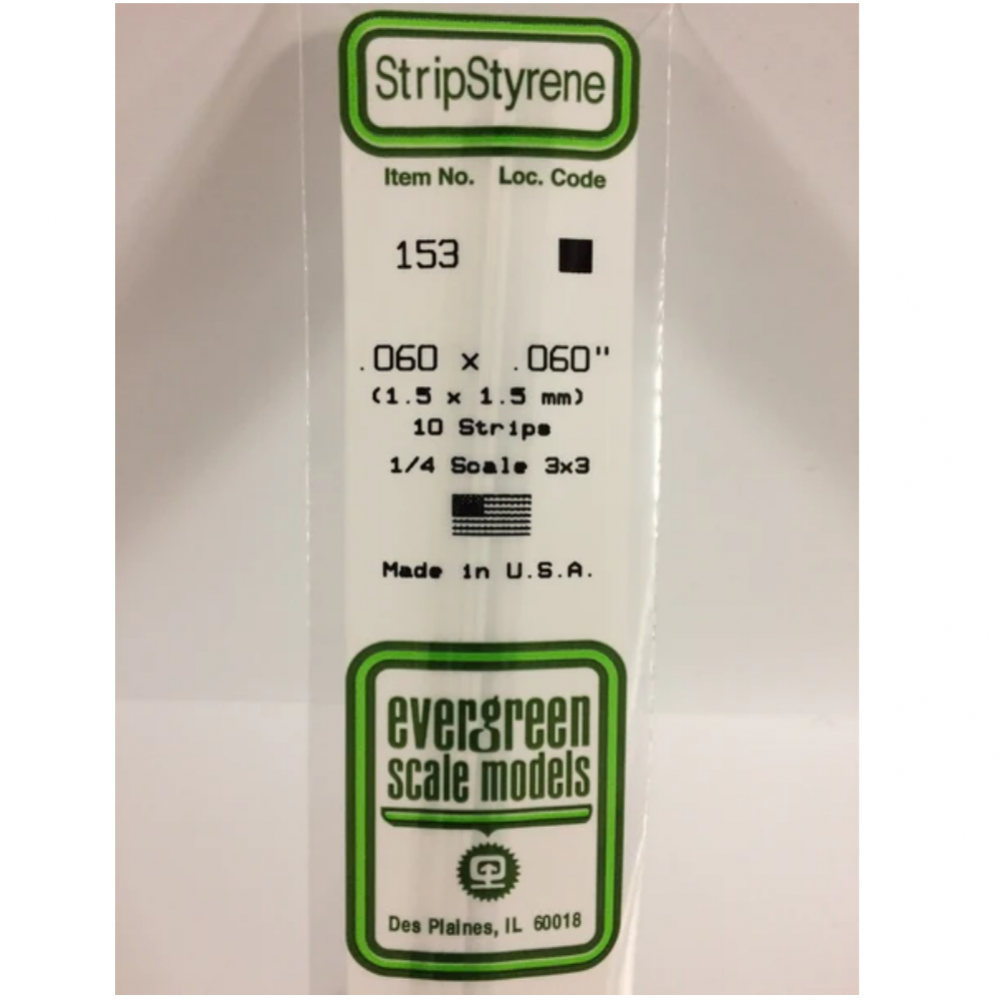 StripStyrene
Item No. Loc. Code
153
.060 x .060"
(1.5 x 1.5 mm)
10 Strips
1/4 Scale 3x3
Made in U.S.A.
evergreen
scale models
Des Plaines, IL 60018